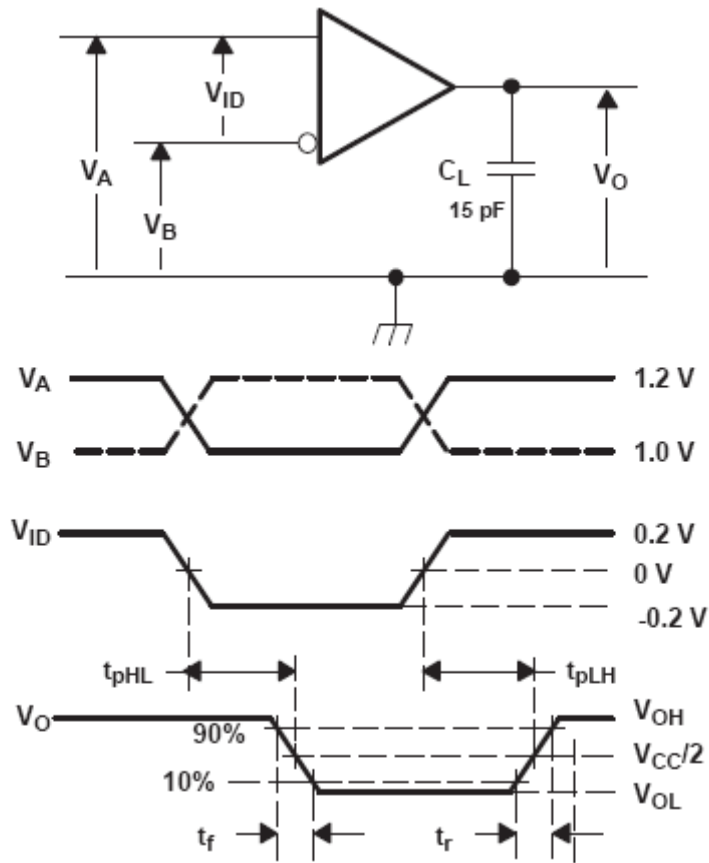 V_ID
V_A
V_B
C_L
15 pF
V_O
V_A
1.2 V
V_B
1.0 V
V_ID
0.2 V
0 V
-0.2 V
t_pHL
t_pLH
V_O
V_OH
90%
V_CC/2
10%
V_OL
t_f
t_r